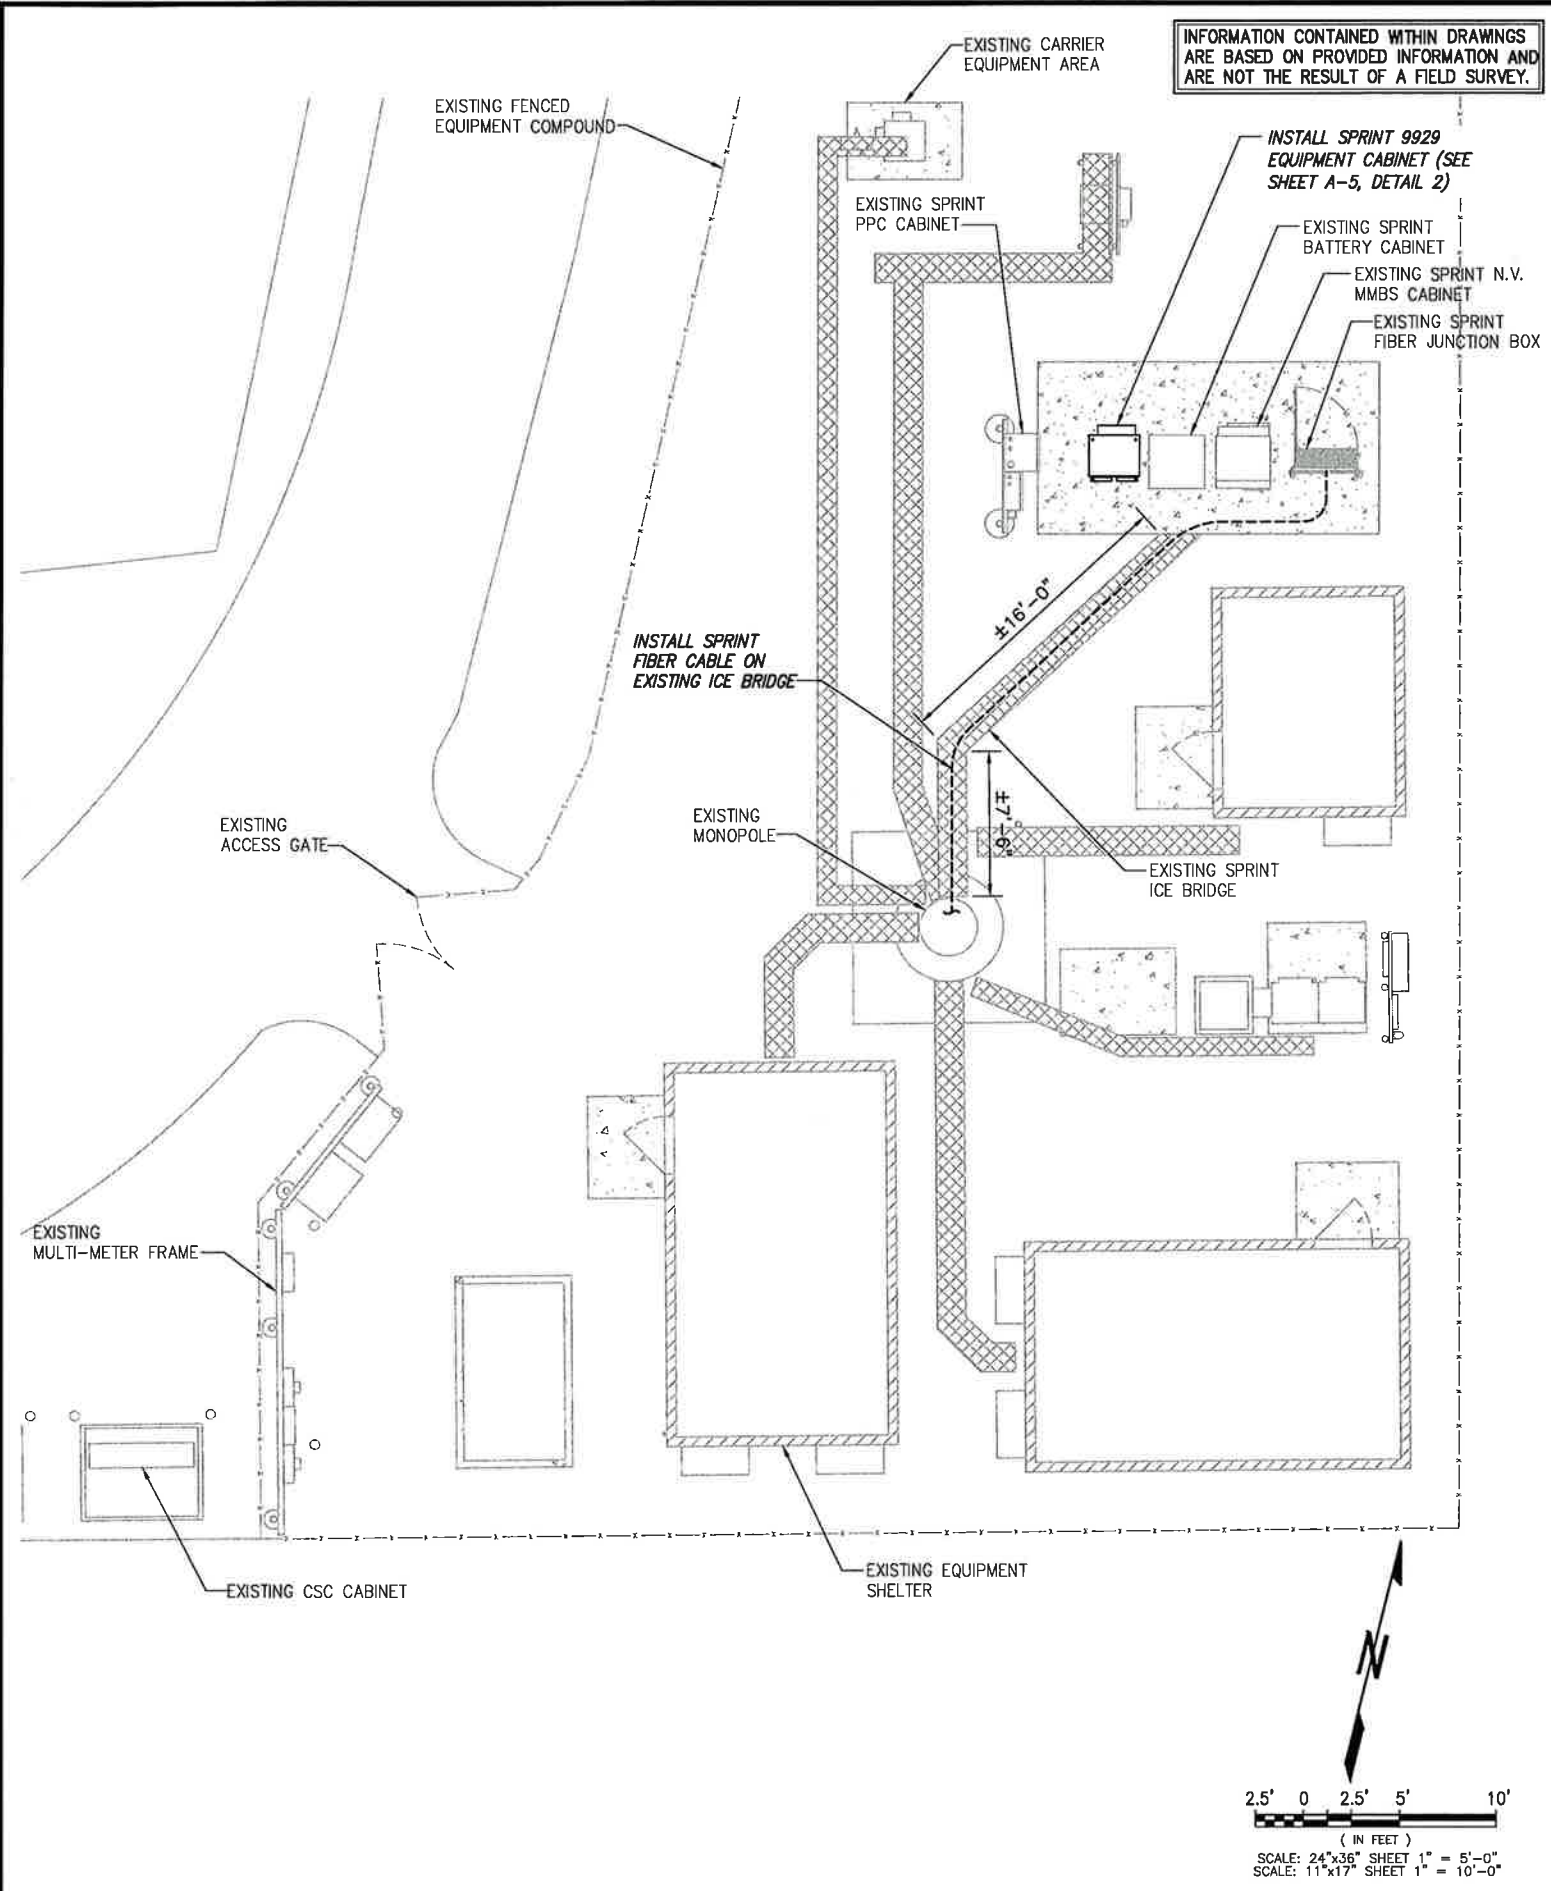 INFORMATION CONTAINED WITHIN DRAWINGS
ARE BASED ON PROVIDED INFORMATION AND
ARE NOT THE RESULT OF A FIELD SURVEY.
EXISTING CARRIER
EQUIPMENT AREA
EXISTING FENCED
EQUIPMENT COMPOUND
INSTALL SPRINT 9929
EQUIPMENT CABINET (SEE
SHEET A-5, DETAIL 2)
EXISTING SPRINT
PPC CABINET
EXISTING SPRINT
BATTERY CABINET
EXISTING SPRINT N.V.
MMBS CABINET
EXISTING SPRINT
FIBER JUNCTION BOX
±16'-0"
INSTALL SPRINT
FIBER CABLE ON
EXISTING ICE BRIDGE
±7'-6"
EXISTING
MONOPOLE
EXISTING
ACCESS GATE
EXISTING SPRINT
ICE BRIDGE
EXISTING
MULTI-METER FRAME
EXISTING CSC CABINET
EXISTING EQUIPMENT
SHELTER
N
2.5' 0 2.5' 5' 10'
( IN FEET )
SCALE: 24"x36" SHEET 1" = 5'-0"
SCALE: 11"x17" SHEET 1" = 10'-0"